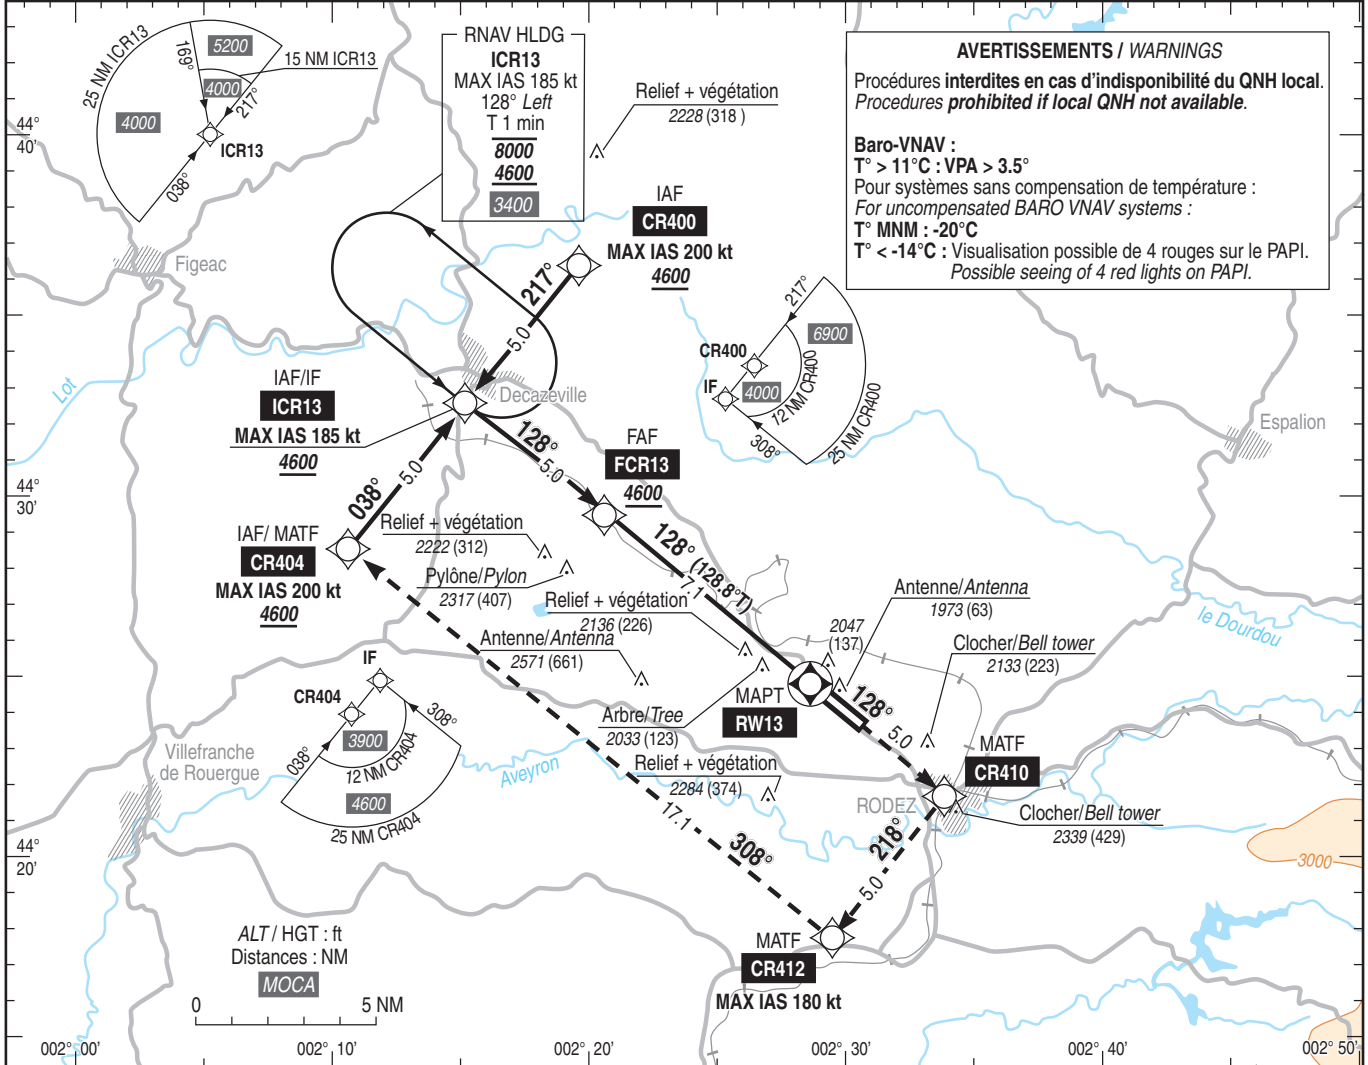 25 NM ICR13
169°
5200
15 NM ICR13
4000
217°
4000
ICR13
038°
RNAV HLDG
ICR13
MAX IAS 185 kt
128° Left
T 1 min
8000
4600
3400
Relief + végétation
2228 (318 )
AVERTISSEMENTS / WARNINGS
Procédures interdites en cas d'indisponibilité du QNH local.
Procedures prohibited if local QNH not available.
Baro-VNAV :
T° > 11°C : VPA > 3.5°
Pour systèmes sans compensation de température :
For uncompensated BARO VNAV systems :
T° MNM : -20°C
T° < -14°C : Visualisation possible de 4 rouges sur le PAPI.
Possible seeing of 4 red lights on PAPI.
44°
40'
IAF
CR400
MAX IAS 200 kt
4600
Figeac
217°
5.0
217°
6900
CR400
IF
4000
12 NM CR400
25 NM CR400
308°
Lot
IAF/IF
ICR13
MAX IAS 185 kt
4600
Decazeville
Espalion
128°
5.0
FAF
FCR13
4600
44°
30'
038°
5.0
IAF/ MATF
CR404
MAX IAS 200 kt
4600
Relief + végétation
2222 (312)
Pylône/Pylon
2317 (407)
128° (128.8°T)
7.1
Relief + végétation
2136 (226)
Antenne/Antenna
2571 (661)
Antenne/Antenna
1973 (63)
2047
(137)
Clocher/Bell tower
2133 (223)
le Dourdou
IF
CR404
308°
038°
3900
12 NM CR404
4600
25 NM CR404
MAPT
RW13
128°
5.0
Arbre/Tree
2033 (123)
Relief + végétation
2284 (374)
MATF
CR410
Villefranche
de Rouergue
Aveyron
RODEZ
Clocher/Bell tower
2339 (429)
17.1
308°
218°
5.0
44°
20'
3000
MATF
CR412
MAX IAS 180 kt
ALT / HGT : ft
Distances : NM
MOCA
0 5 NM
002° 00' 002° 10' 002° 20' 002° 30' 002° 40' 002° 50'